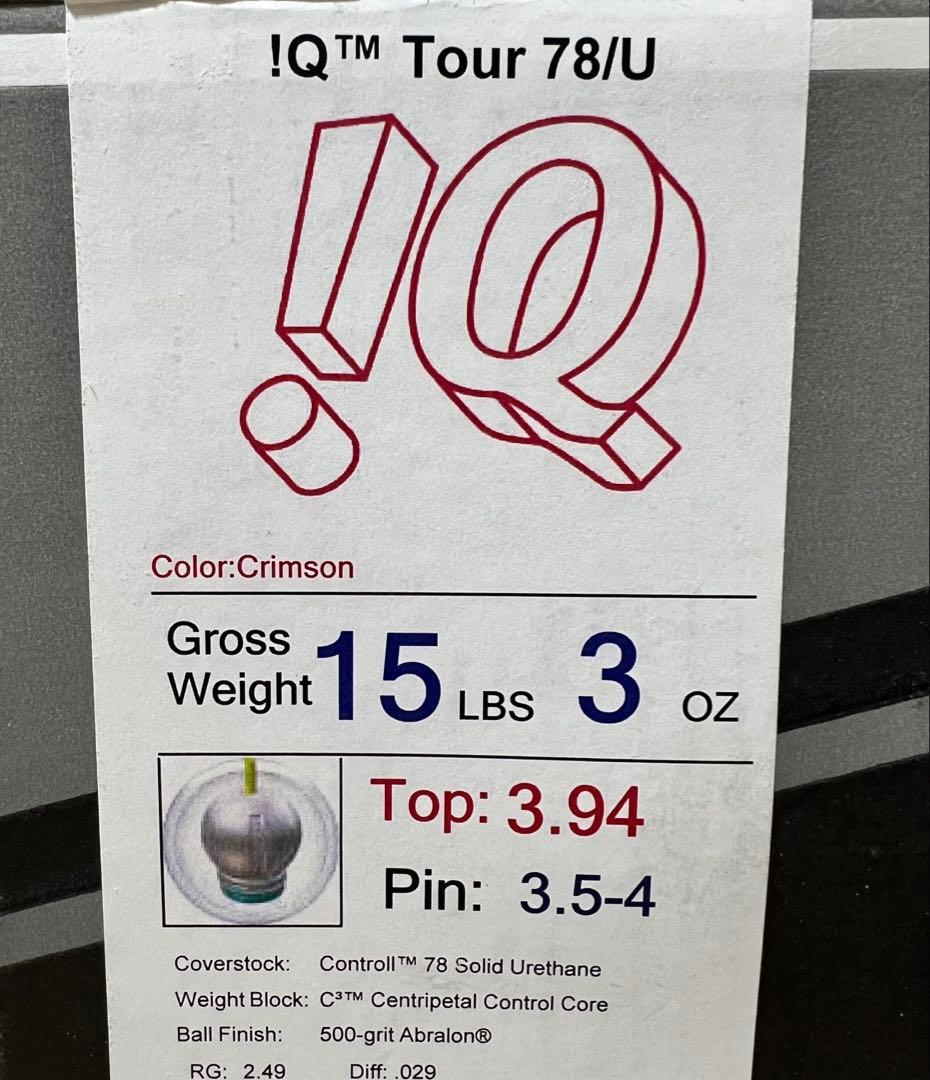 !Q™ Tour 78/U
!Q
Color:Crimson
Gross
Weight 15 LBS 3 OZ
Top: 3.94
Pin: 3.5-4
Coverstock: Controll™ 78 Solid Urethane
Weight Block: C³™ Centripetal Control Core
Ball Finish: 500-grit Abralon®
RG: 2.49 Diff: .029